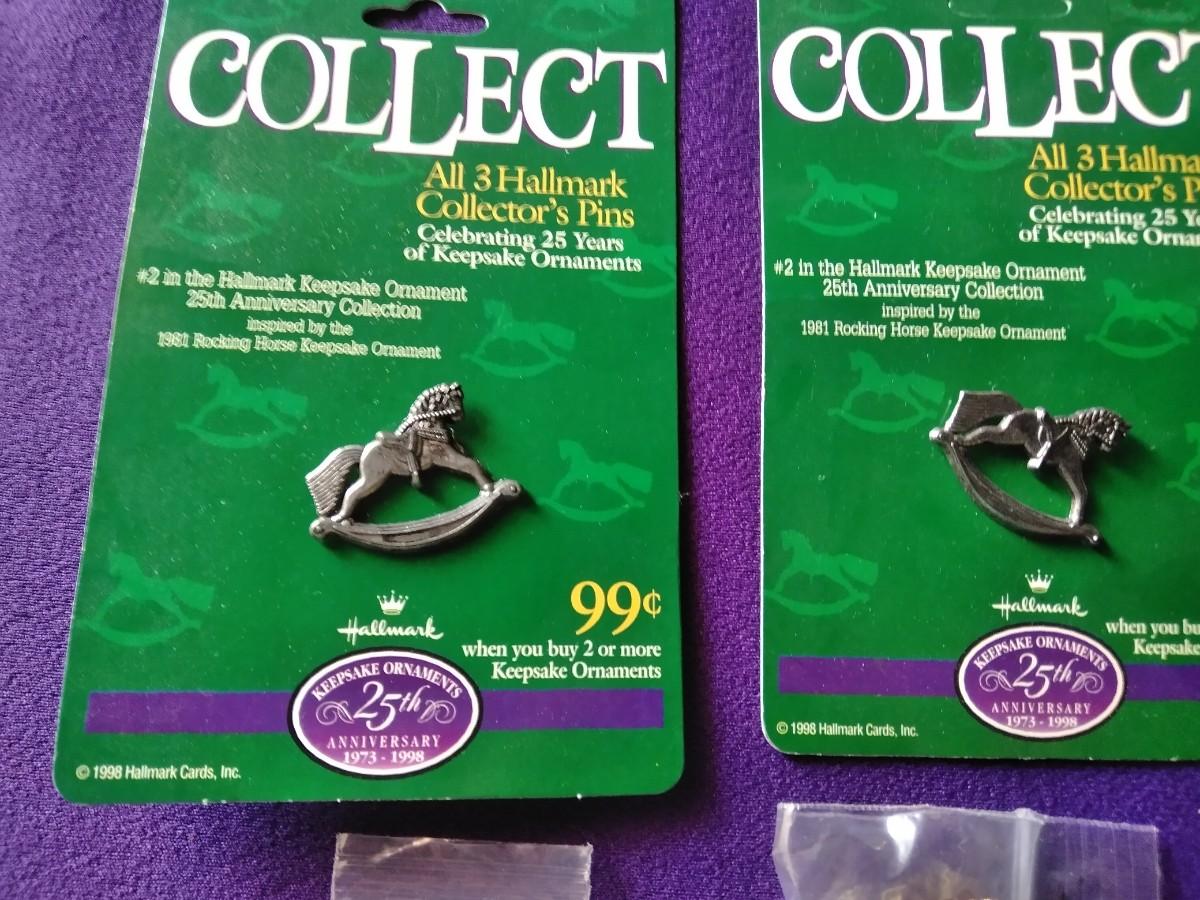 COLLECT
All 3 Hallmark
Collector's Pins
Celebrating 25 Years
of Keepsake Ornaments
#2 in the Hallmark Keepsake Ornament
25th Anniversary Collection
inspired by the
1981 Rocking Horse Keepsake Ornament
99¢
when you buy 2 or more
Keepsake Ornaments
Hallmark
KEEPSAKE ORNAMENTS
25th
ANNIVERSARY
1973 - 1998
© 1998 Hallmark Cards, Inc.
COLLECT
All 3 Hallma
Collector's P
Celebrating 25 Y
of Keepsake Orna
#2 in the Hallmark Keepsake Ornament
25th Anniversary Collection
inspired by the
1981 Rocking Horse Keepsake Ornament
Hallmark
when you bu
Keepsake
KEEPSAKE ORNAMENTS
25th
ANNIVERSARY
1973 - 1998
© 1998 Hallmark Cards, Inc.